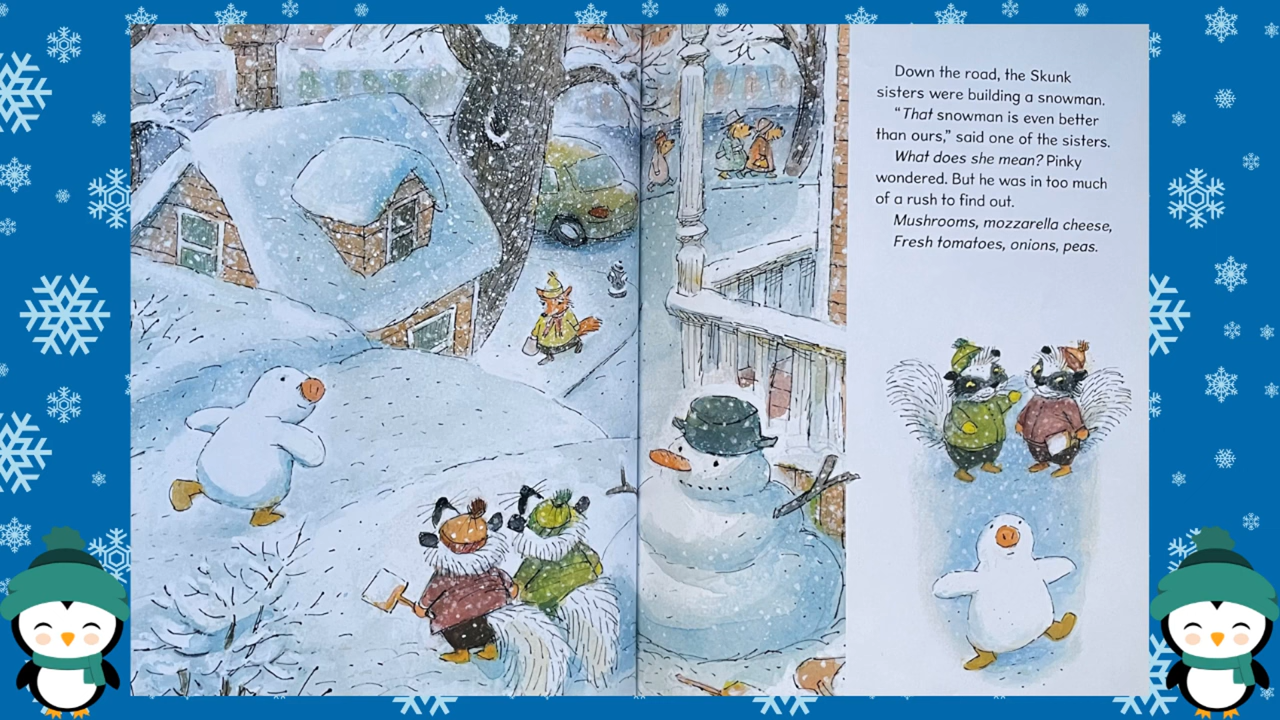 Down the road, the Skunk
sisters were building a snowman.
“That snowman is even better
than ours,” said one of the sisters.
What does she mean? Pinky
wondered. But he was in too much
of a rush to find out.
Mushrooms, mozzarella cheese,
Fresh tomatoes, onions, peas.